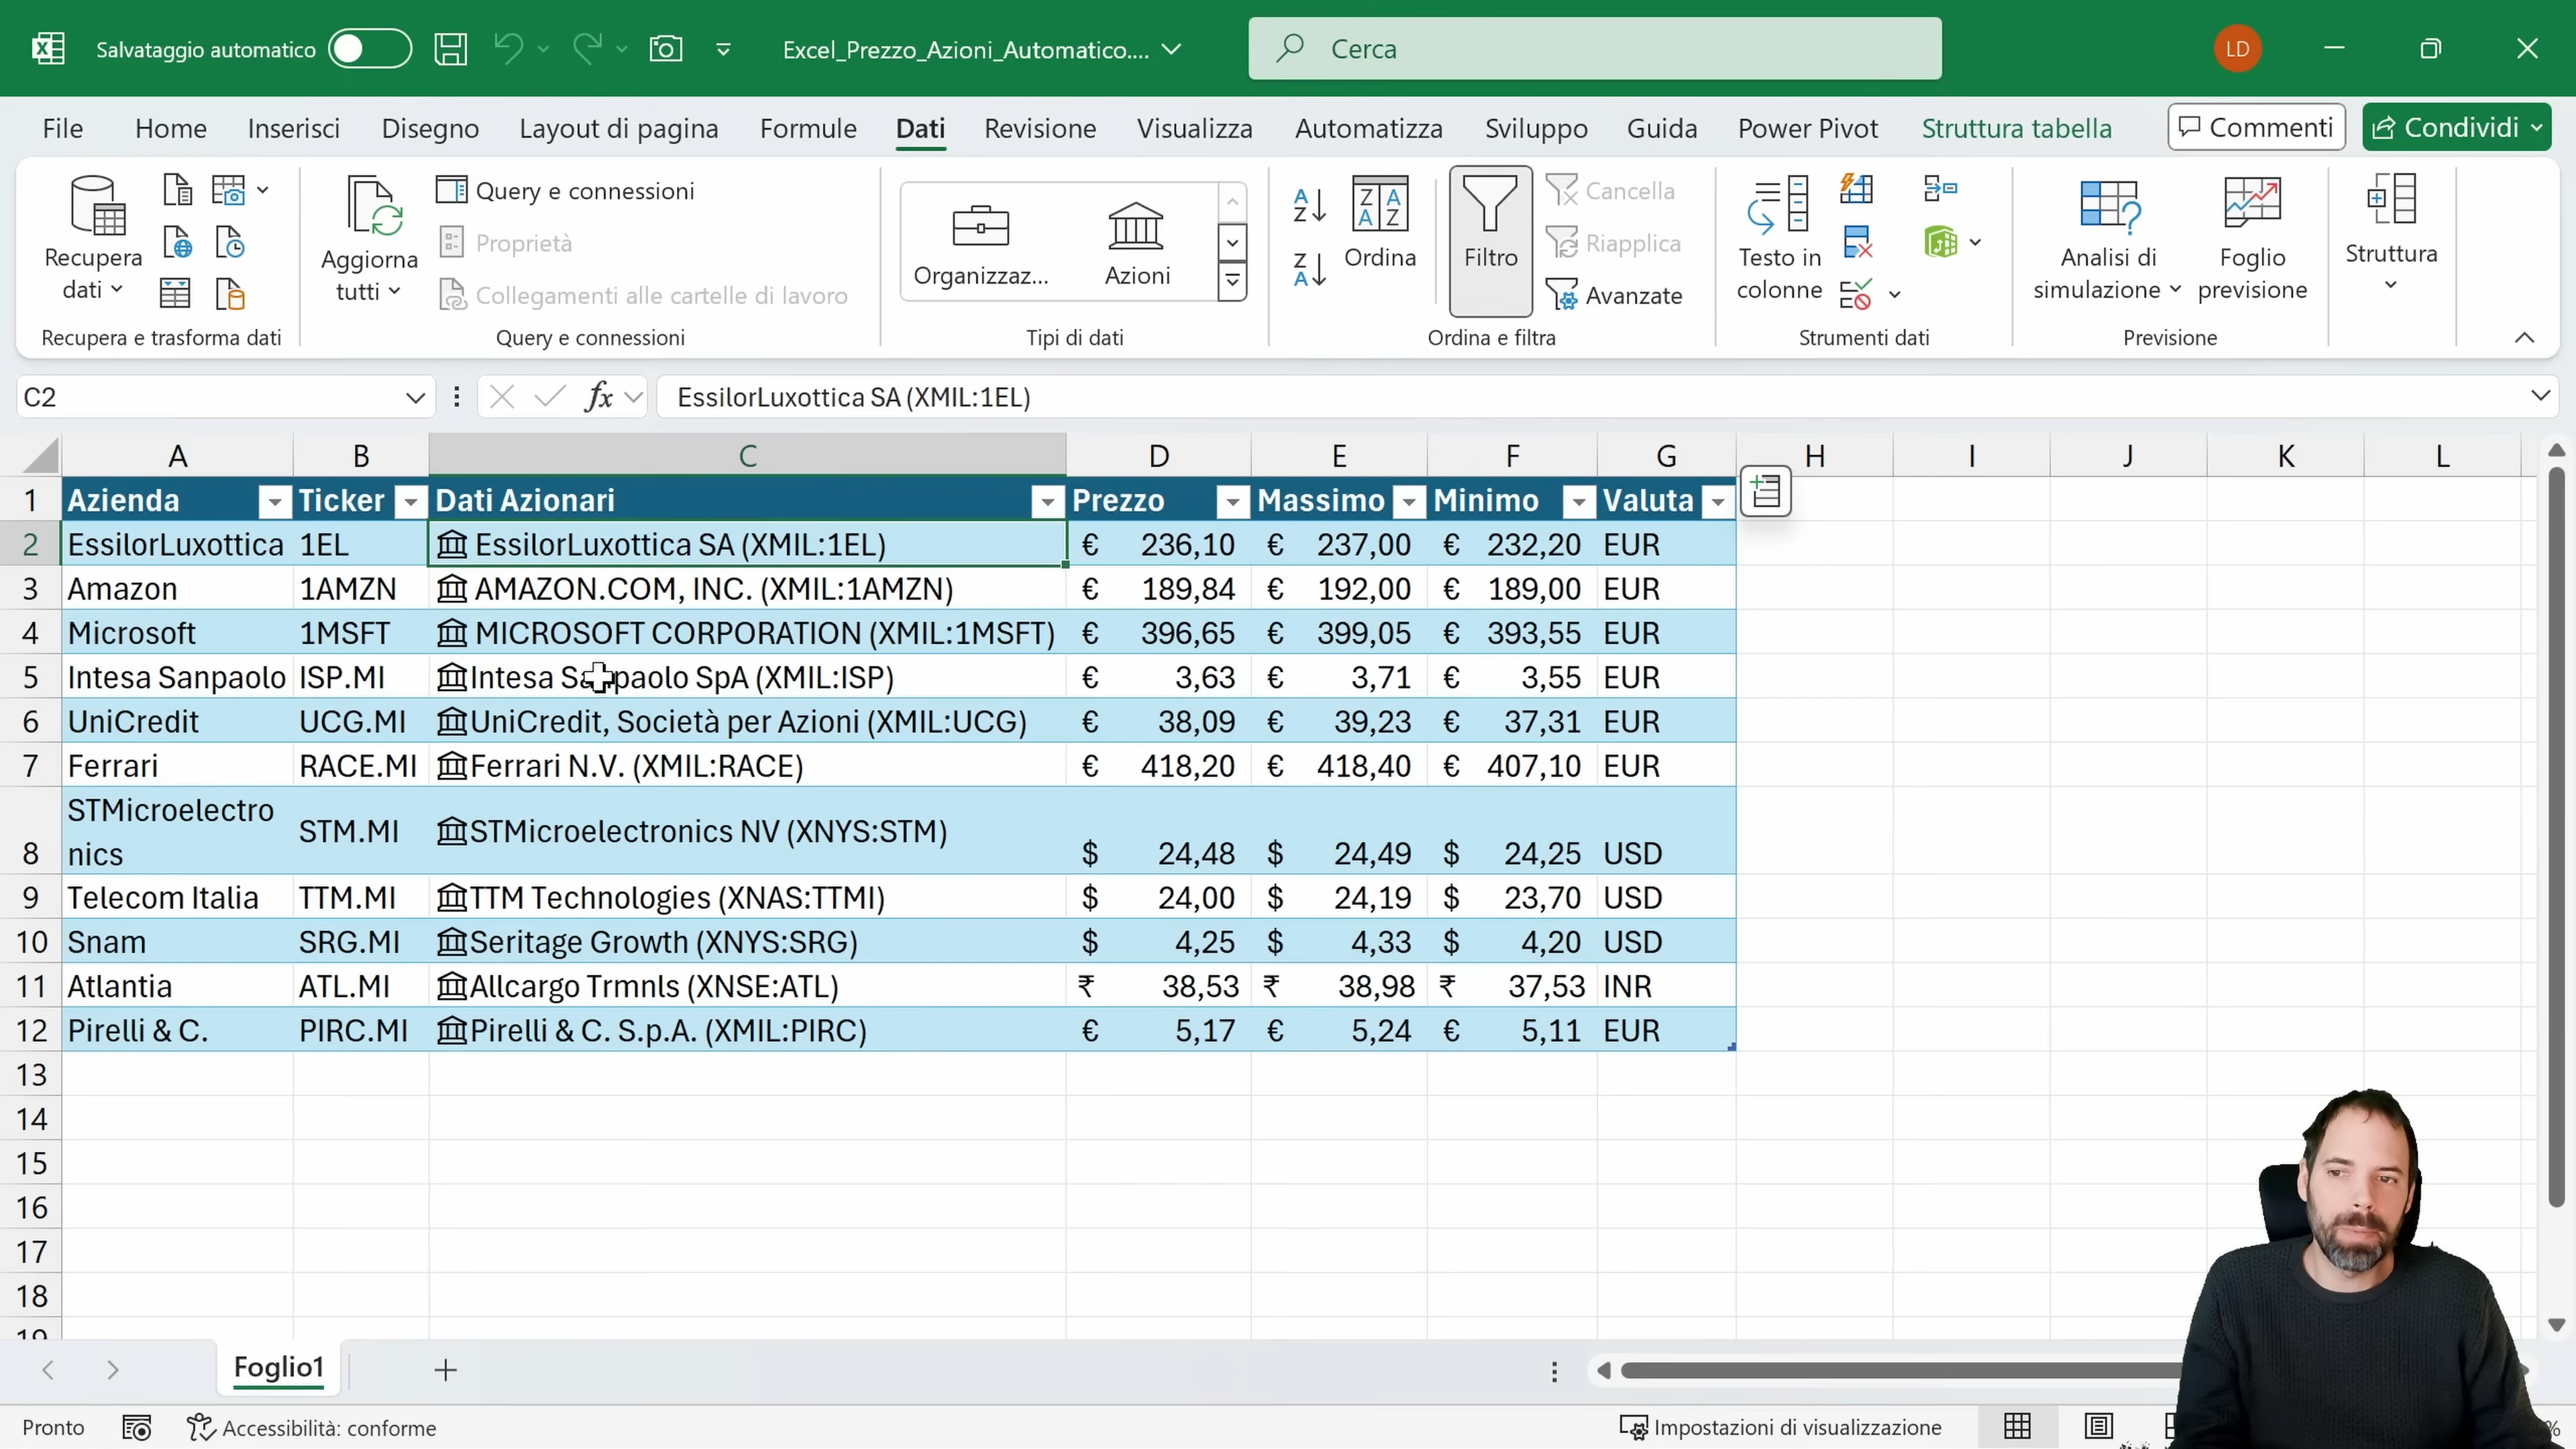 Salvataggio automatico
Excel_Prezzo_Azioni_Automatico....
Cerca
LD
File Home Inserisci Disegno Layout di pagina Formule Dati Revisione Visualizza Automatizza Sviluppo Guida Power Pivot Struttura tabella Commenti Condividi
Recupera dati
Recupera e trasforma dati
Aggiorna tutti
Query e connessioni
Proprietà
Collegamenti alle cartelle di lavoro
Query e connessioni
Organizzaz...
Azioni
Tipi di dati
Ordina
Filtro
Cancella
Riapplica
Avanzate
Ordina e filtra
Testo in colonne
Strumenti dati
Analisi di simulazione
Foglio previsione
Previsione
Struttura
C2
fx
EssilorLuxottica SA (XMIL:1EL)
A B C D E F G H I J K L
1 Azienda Ticker Dati Azionari Prezzo Massimo Minimo Valuta
2 EssilorLuxottica 1EL EssilorLuxottica SA (XMIL:1EL) € 236,10 € 237,00 € 232,20 EUR
3 Amazon 1AMZN AMAZON.COM, INC. (XMIL:1AMZN) € 189,84 € 192,00 € 189,00 EUR
4 Microsoft 1MSFT MICROSOFT CORPORATION (XMIL:1MSFT) € 396,65 € 399,05 € 393,55 EUR
5 Intesa Sanpaolo ISP.MI Intesa Sanpaolo SpA (XMIL:ISP) € 3,63 € 3,71 € 3,55 EUR
6 UniCredit UCG.MI UniCredit, Società per Azioni (XMIL:UCG) € 38,09 € 39,23 € 37,31 EUR
7 Ferrari RACE.MI Ferrari N.V. (XMIL:RACE) € 418,20 € 418,40 € 407,10 EUR
STMicroelectro
8 nics STM.MI STMicroelectronics NV (XNYS:STM) $ 24,48 $ 24,49 $ 24,25 USD
9 Telecom Italia TTM.MI TTM Technologies (XNAS:TTMI) $ 24,00 $ 24,19 $ 23,70 USD
10 Snam SRG.MI Seritage Growth (XNYS:SRG) $ 4,25 $ 4,33 $ 4,20 USD
11 Atlantia ATL.MI Allcargo Trmnls (XNSE:ATL) ₹ 38,53 ₹ 38,98 ₹ 37,53 INR
12 Pirelli & C. PIRC.MI Pirelli & C. S.p.A. (XMIL:PIRC) € 5,17 € 5,24 € 5,11 EUR
13
14
15
16
17
18
19
Foglio1
Pronto
Accessibilità: conforme
Impostazioni di visualizzazione
%